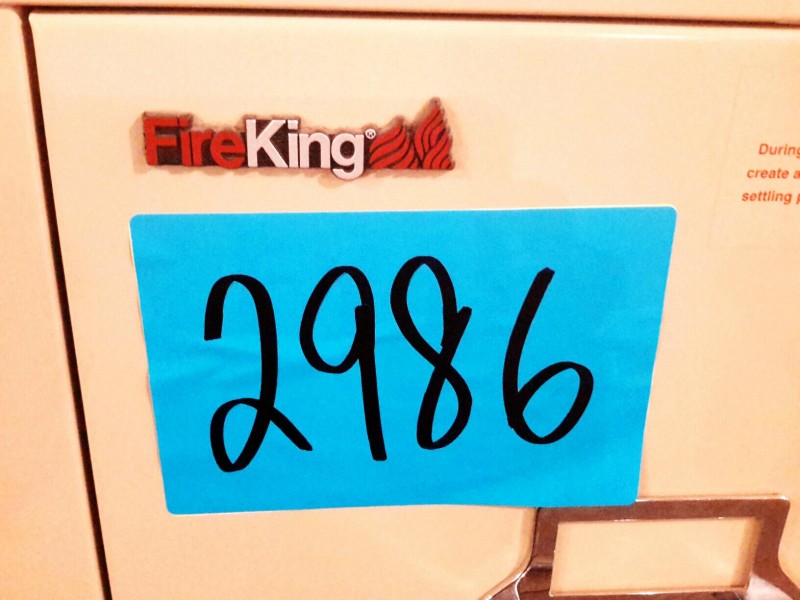 FireKing®
2986
During
create a
settling